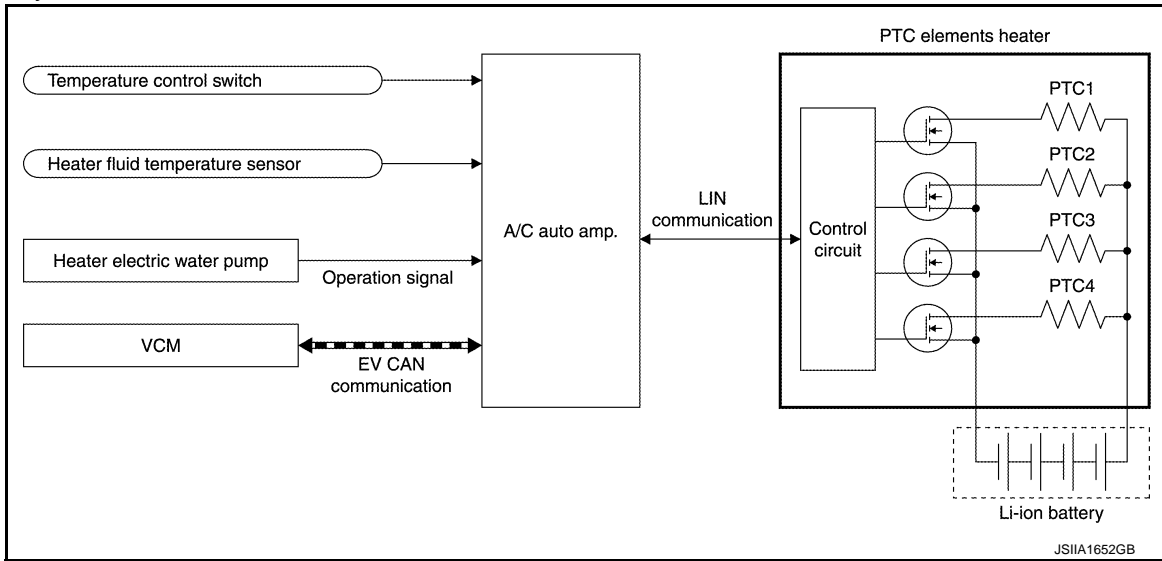 PTC elements heater
Temperature control switch
PTC1
Heater fluid temperature sensor
PTC2
LIN
communication
A/C auto amp.
Control
circuit
PTC3
Heater electric water pump
Operation signal
PTC4
VCM
EV CAN
communication
Li-ion battery
JSIIA1652GB